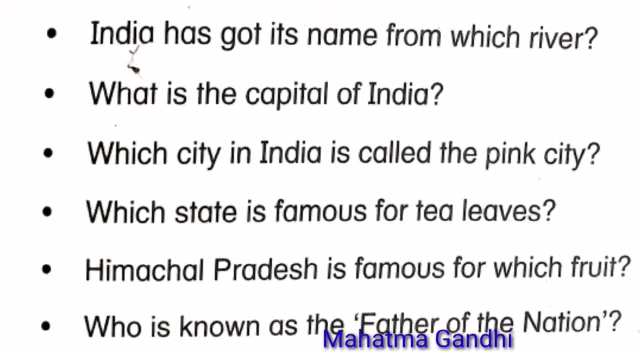 • India has got its name from which river?
• What is the capital of India?
• Which city in India is called the pink city?
• Which state is famous for tea leaves?
• Himachal Pradesh is famous for which fruit?
• Who is known as the ‘Father of the Nation’?
Mahatma Gandhi